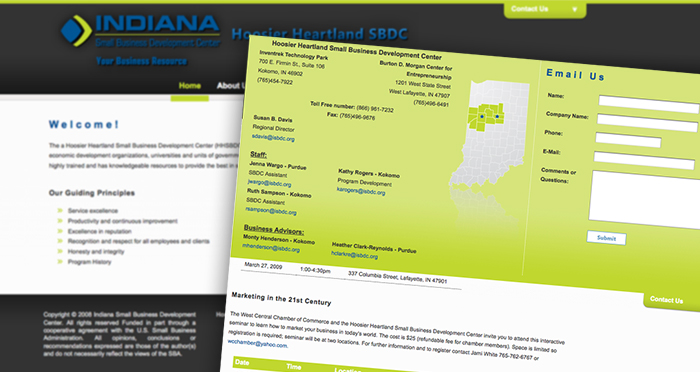 Contact Us v
INDIANA
Small Business Development Center
Your Business Resource
Hoosier Heartland SBDC
Home About U
Welcome!
The a Hoosier Heartland Small Business Development Center (HHSBD
economic development organizations, universities and units of governm
highly trained and has knowledgeable resources to provide the best in
Our Guiding Principles
Service excellence
Productivity and continuous improvement
Excellence in reputation
Recognition and respect for all employees and clients
Honesty and integrity
Program History
Copyright © 2008 Indiana Small Business Development
Center. All rights reserved Funded in part through a
cooperative agreement with the U.S. Small Business
Administration. All opinions, conclusions or
recommendations expressed are those of the author(s)
and do not necessarily reflect the views of the SBA.
Hoosier Heartland Small Business Development Center
Inventrek Technology Park
700 E. Firmin St., Suite 106
Kokomo, IN 46902
(765)454-7922
Burton D. Morgan Center for
Entrepreneurship
1201 West State Street
West Lafayette, IN 47907
(765)496-6491
Toll Free number: (866) 961-7232
Fax: (765)496-9676
Susan B. Davis
Regional Director
sdavis@isbdc.org
Staff:
Jenna Wargo - Purdue
SBDC Assistant
jwargo@isbdc.org
Ruth Sampson - Kokomo
SBDC Assistant
rsampson@isbdc.org
Kathy Rogers - Kokomo
Program Development
karogers@isbdc.org
Business Advisors:
Monty Henderson - Kokomo
mhenderson@isbdc.org
Heather Clark-Reynolds - Purdue
hclarkre@isbdc.org
Email Us
Name:
Company Name:
Phone:
E-Mail:
Comments or
Questions:
Submit
Contact Us
March 27, 2009 1:00-4:30pm 337 Columbia Street, Lafayette, IN 47901
Marketing in the 21st Century
The West Central Chamber of Commerce and the Hoosier Heartland Small Business Development Center invite you to attend this interactive
seminar to learn how to market your business in today's world. The cost is $25 (refundable fee for chamber members). Space is limited so
registration is required; seminar will be at two locations. For further information and to register contact Jami White 765-762-6767 or
wcchamber@yahoo.com.
Date Time Location